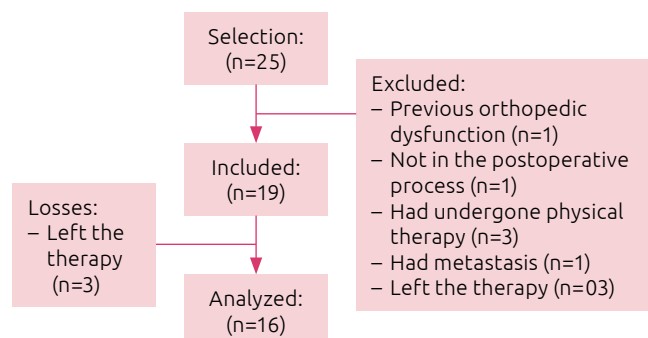 Selection:
(n=25)
Excluded:
– Previous orthopedic
dysfunction (n=1)
– Not in the postoperative
process (n=1)
– Had undergone physical
therapy (n=3)
– Had metastasis (n=1)
– Left the therapy (n=03)
Included:
(n=19)
Losses:
– Left the
therapy
(n=3)
Analyzed:
(n=16)